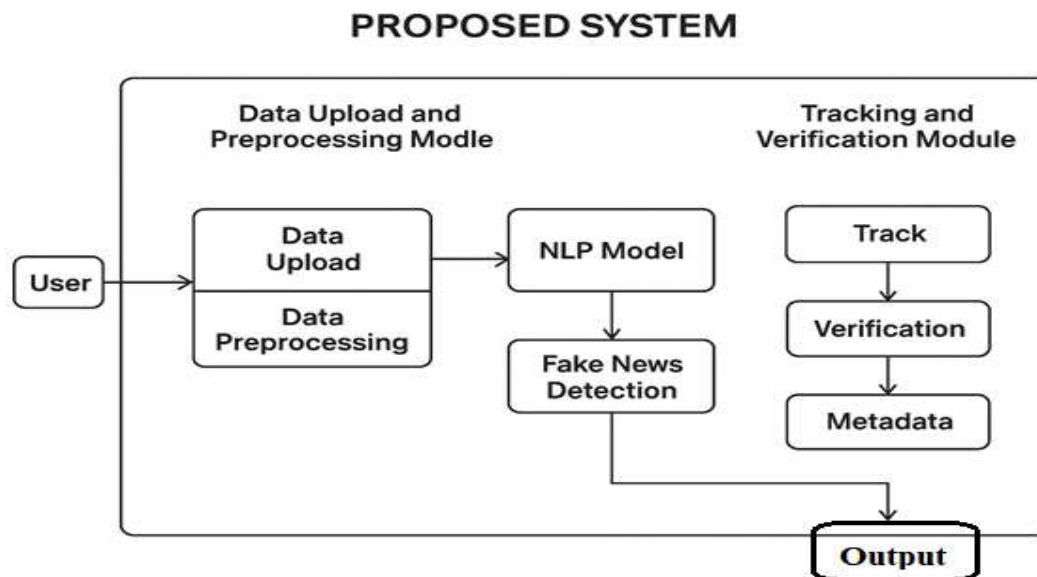 PROPOSED SYSTEM
Data Upload and
Preprocessing Modle
Tracking and
Verification Module
User
Data
Upload
Data
Preprocessing
NLP Model
Fake News
Detection
Track
Verification
Metadata
Output